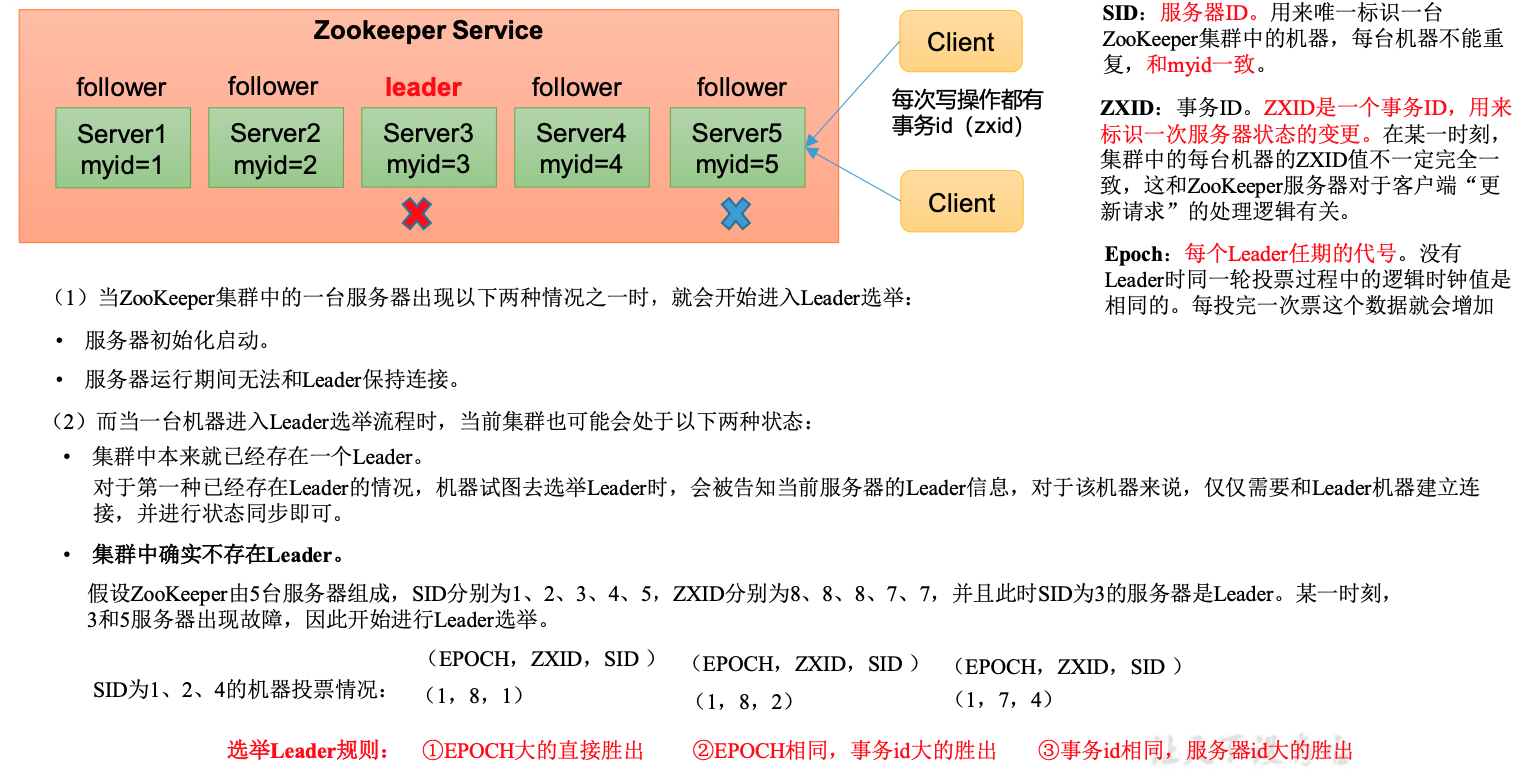 Zookeeper Service
follower
follower
leader
follower
follower
Server1
myid=1
Server2
myid=2
Server3
myid=3
Server4
myid=4
Server5
myid=5
Client
每次写操作都有
事务id（zxid）
Client
SID：服务器ID。用来唯一标识一台
ZooKeeper集群中的机器，每台机器不能重
复，和myid一致。
ZXID：事务ID。ZXID是一个事务ID，用来
标识一次服务器状态的变更。在某一时刻，
集群中的每台机器的ZXID值不一定完全一
致，这和ZooKeeper服务器对于客户端“更
新请求”的处理逻辑有关。
Epoch：每个Leader任期的代号。没有
Leader时同一轮投票过程中的逻辑时钟值是
相同的。每投完一次票这个数据就会增加
（1）当ZooKeeper集群中的一台服务器出现以下两种情况之一时，就会开始进入Leader选举：
• 服务器初始化启动。
• 服务器运行期间无法和Leader保持连接。
（2）而当一台机器进入Leader选举流程时，当前集群也可能会处于以下两种状态：
• 集群中本来就已经存在一个Leader。
对于第一种已经存在Leader的情况，机器试图去选举Leader时，会被告知当前服务器的Leader信息，对于该机器来说，仅仅需要和Leader机器建立连
接，并进行状态同步即可。
• 集群中确实不存在Leader。
假设ZooKeeper由5台服务器组成，SID分别为1、2、3、4、5，ZXID分别为8、8、8、7、7，并且此时SID为3的服务器是Leader。某一时刻，
3和5服务器出现故障，因此开始进行Leader选举。
（EPOCH，ZXID，SID ） （EPOCH，ZXID，SID ） （EPOCH，ZXID，SID ）
SID为1、2、4的机器投票情况： （1，8，1） （1，8，2） （1，7，4）
选举Leader规则： ①EPOCH大的直接胜出 ②EPOCH相同，事务id大的胜出 ③事务id相同，服务器id大的胜出